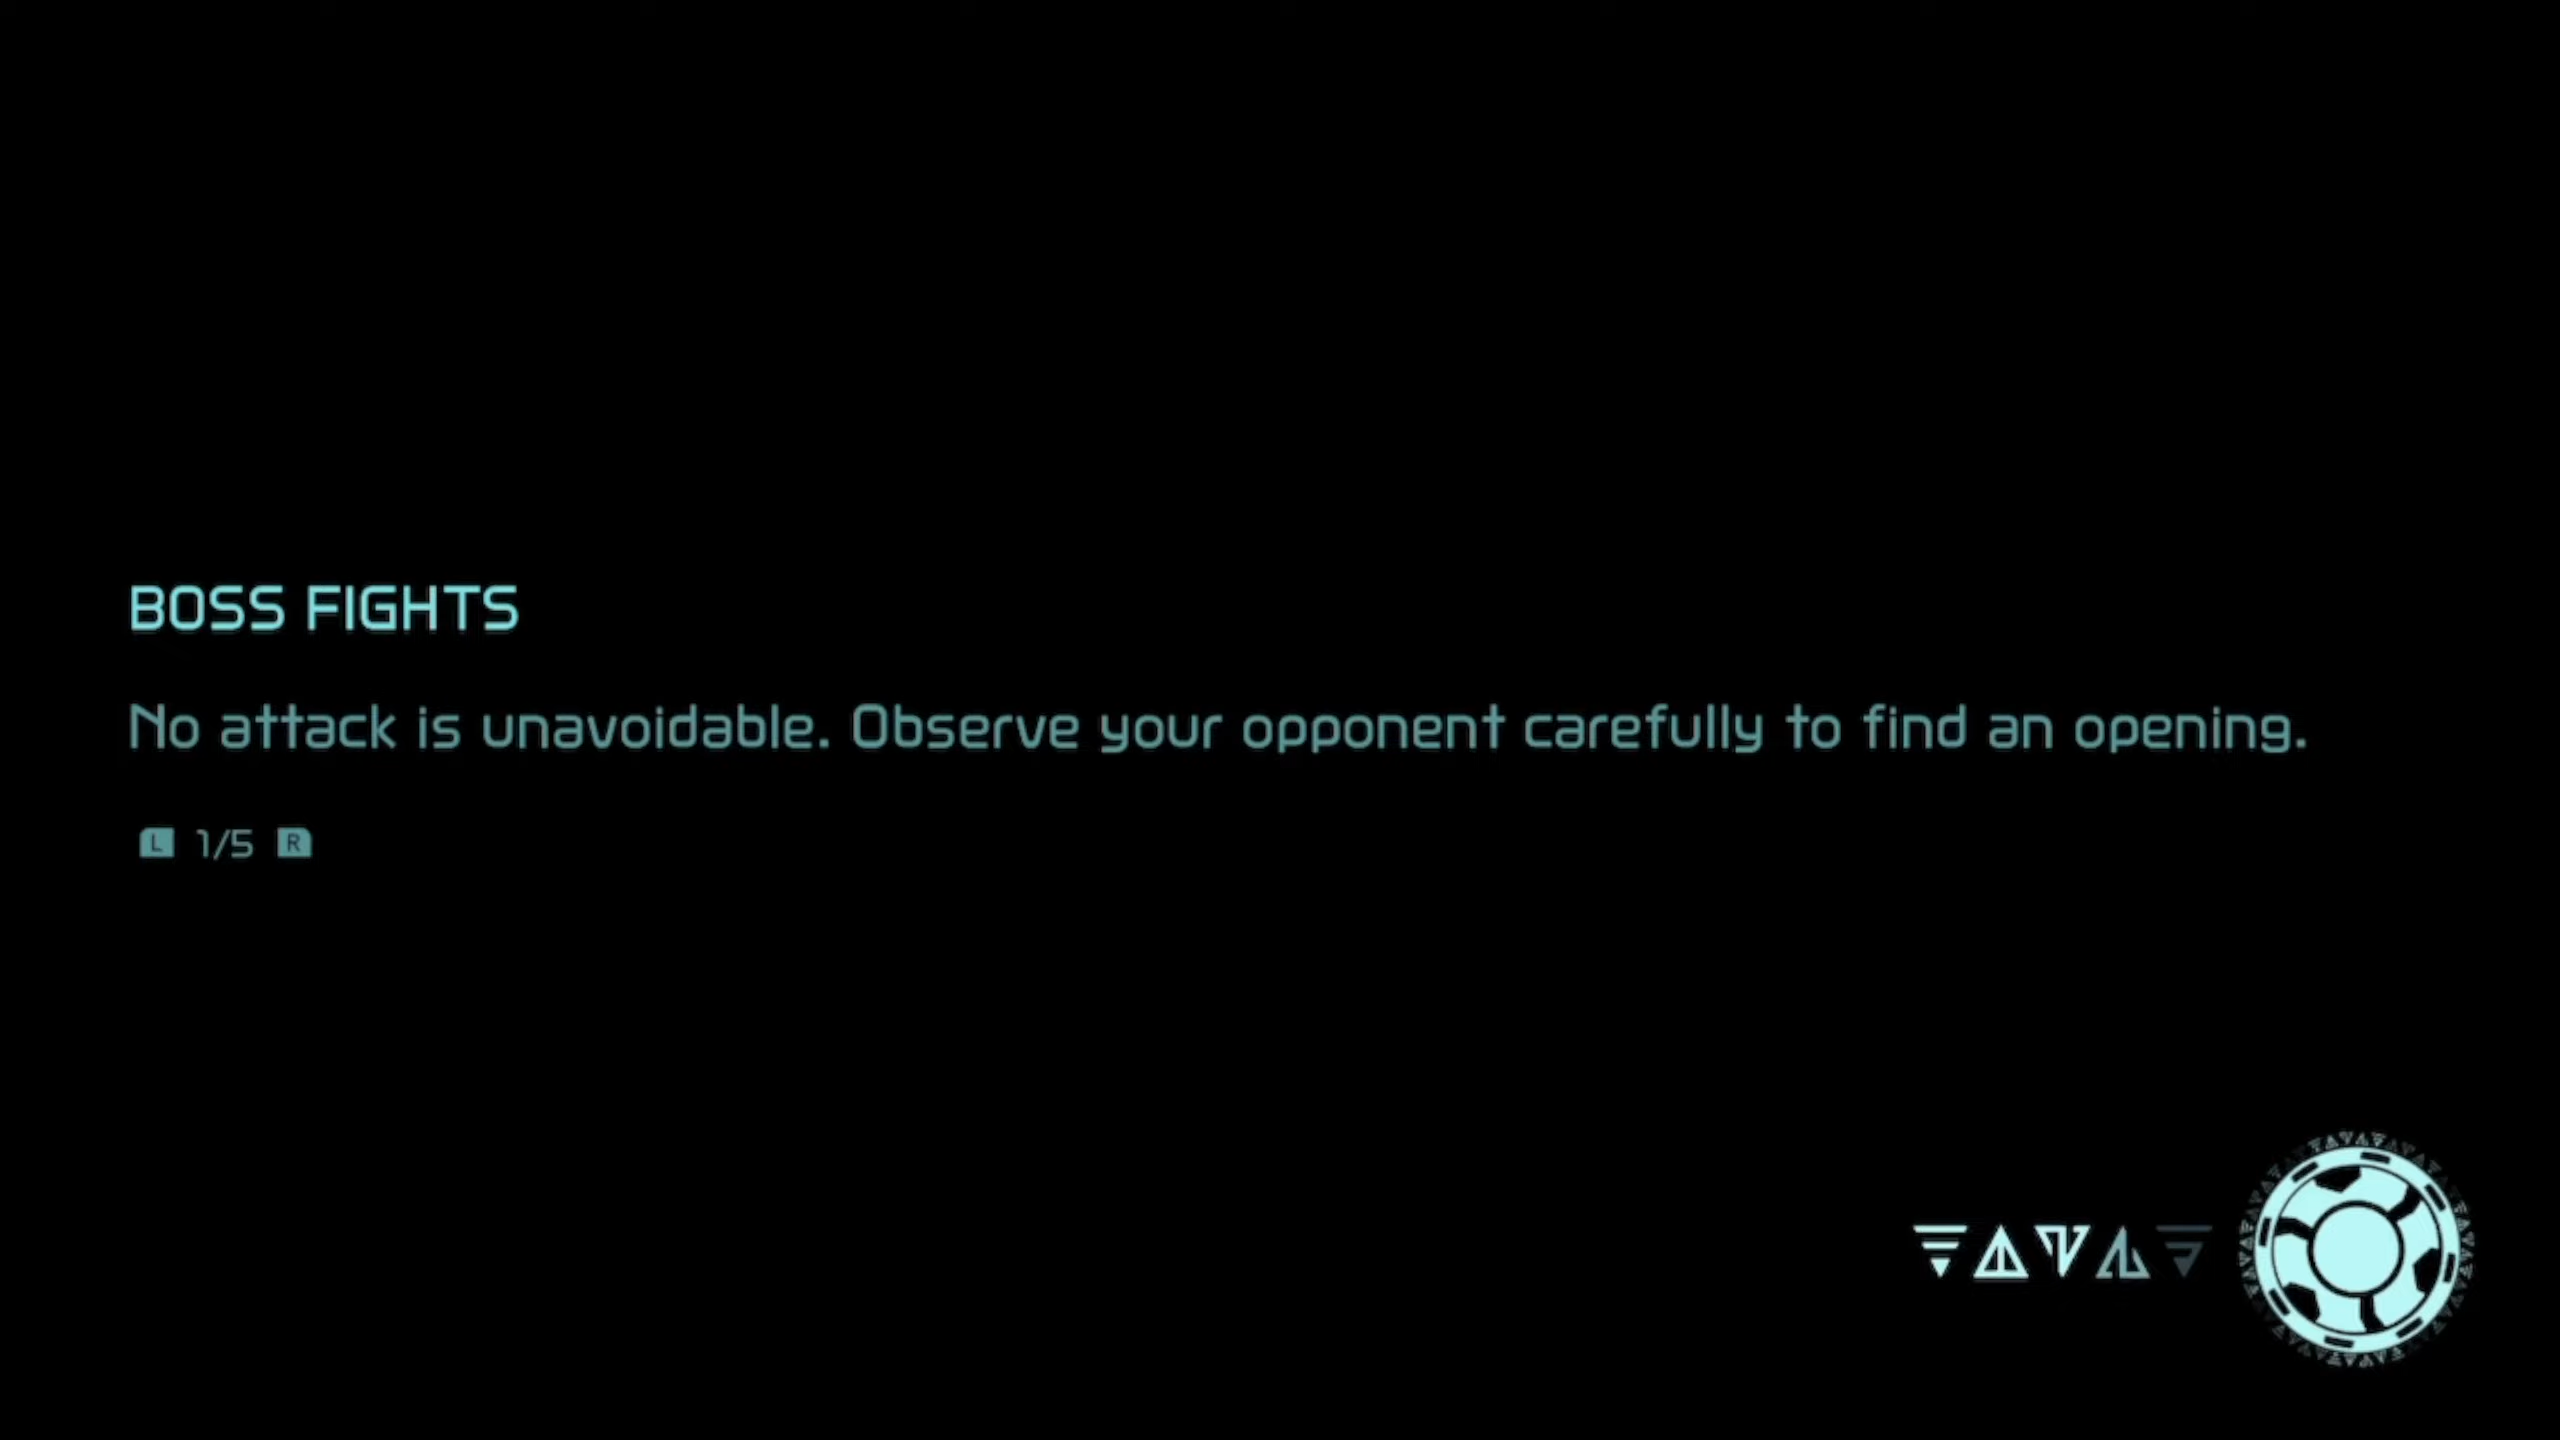 BOSS FIGHTS
No attack is unavoidable. Observe your opponent carefully to find an opening.
L 1/5 R